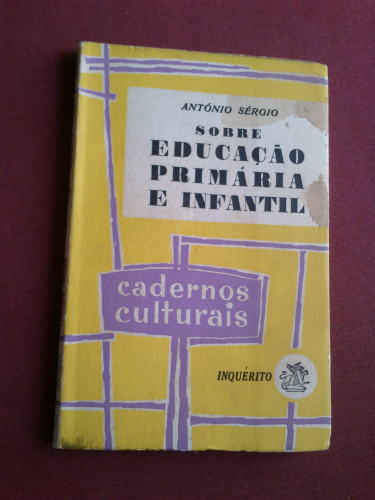 ANTÓNIO SÉRGIO
SOBRE
EDUCAÇÃO
PRIMÁRIA
E INFANTIL
cadernos
culturais
INQUÉRITO